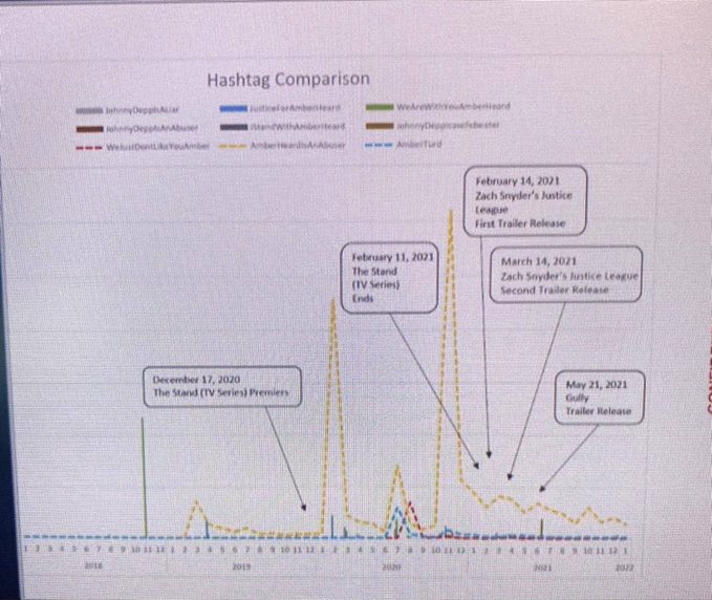 Hashtag Comparison
JohnnyDeppIsALiar JusticeForAmberHeard WeAreWithYouAmberHeard
JohnnyDeppIsAnAbuser IStandWithAmberHeard
WeJustDontLikeYouAmber AmberHeardIsAnAbuser AmberTurd
February 14, 2021
Zach Snyder's Justice
League
First Trailer Release
February 11, 2021
The Stand
(TV Series)
Ends
March 14, 2021
Zach Snyder's Justice League
Second Trailer Release
December 17, 2020
The Stand (TV Series) Premiers
May 21, 2021
Gully
Trailer Release
1 2 3 4 5 6 7 8 9 10 11 12 1 2 3 4 5 6 7 8 9 10 11 12 1 2 3 4 5 6 7 8 9 10 11 12 1 2 3 4 5 6 7 8 9 10 11 12 1
2018 2019 2020 2021 2022